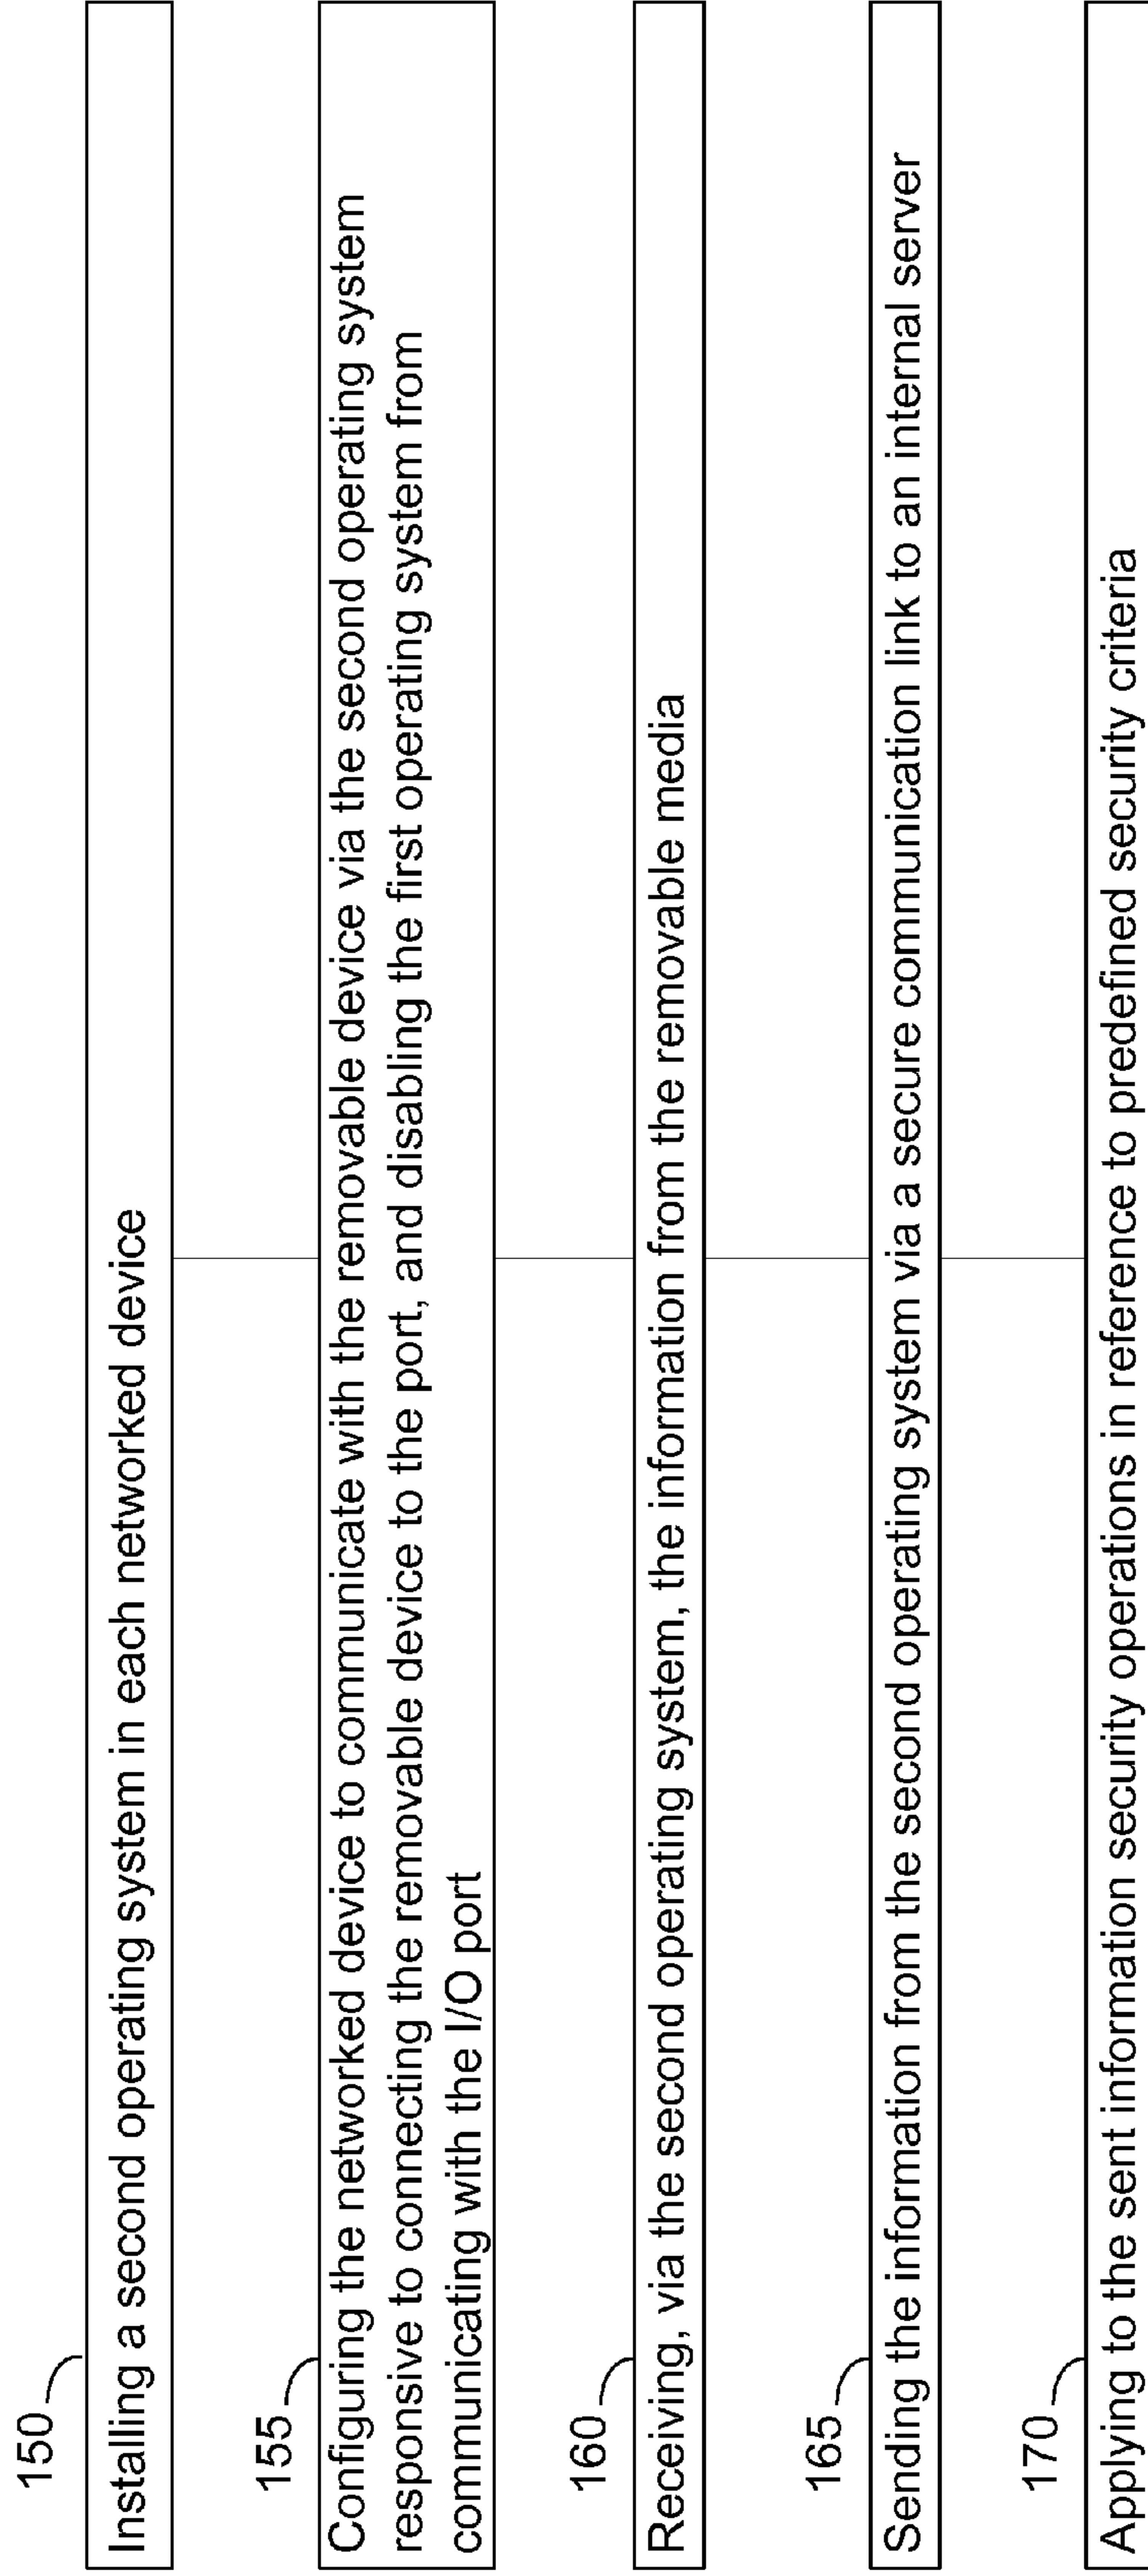 150
Installing a second operating system in each networked device
155
Configuring the networked device to communicate with the removable device via the second operating system
responsive to connecting the removable device to the port, and disabling the first operating system from
communicating with the I/O port
160
Receiving, via the second operating system, the information from the removable media
165
Sending the information from the second operating system via a secure communication link to an internal server
170
Applying to the sent information security operations in reference to predefined security criteria